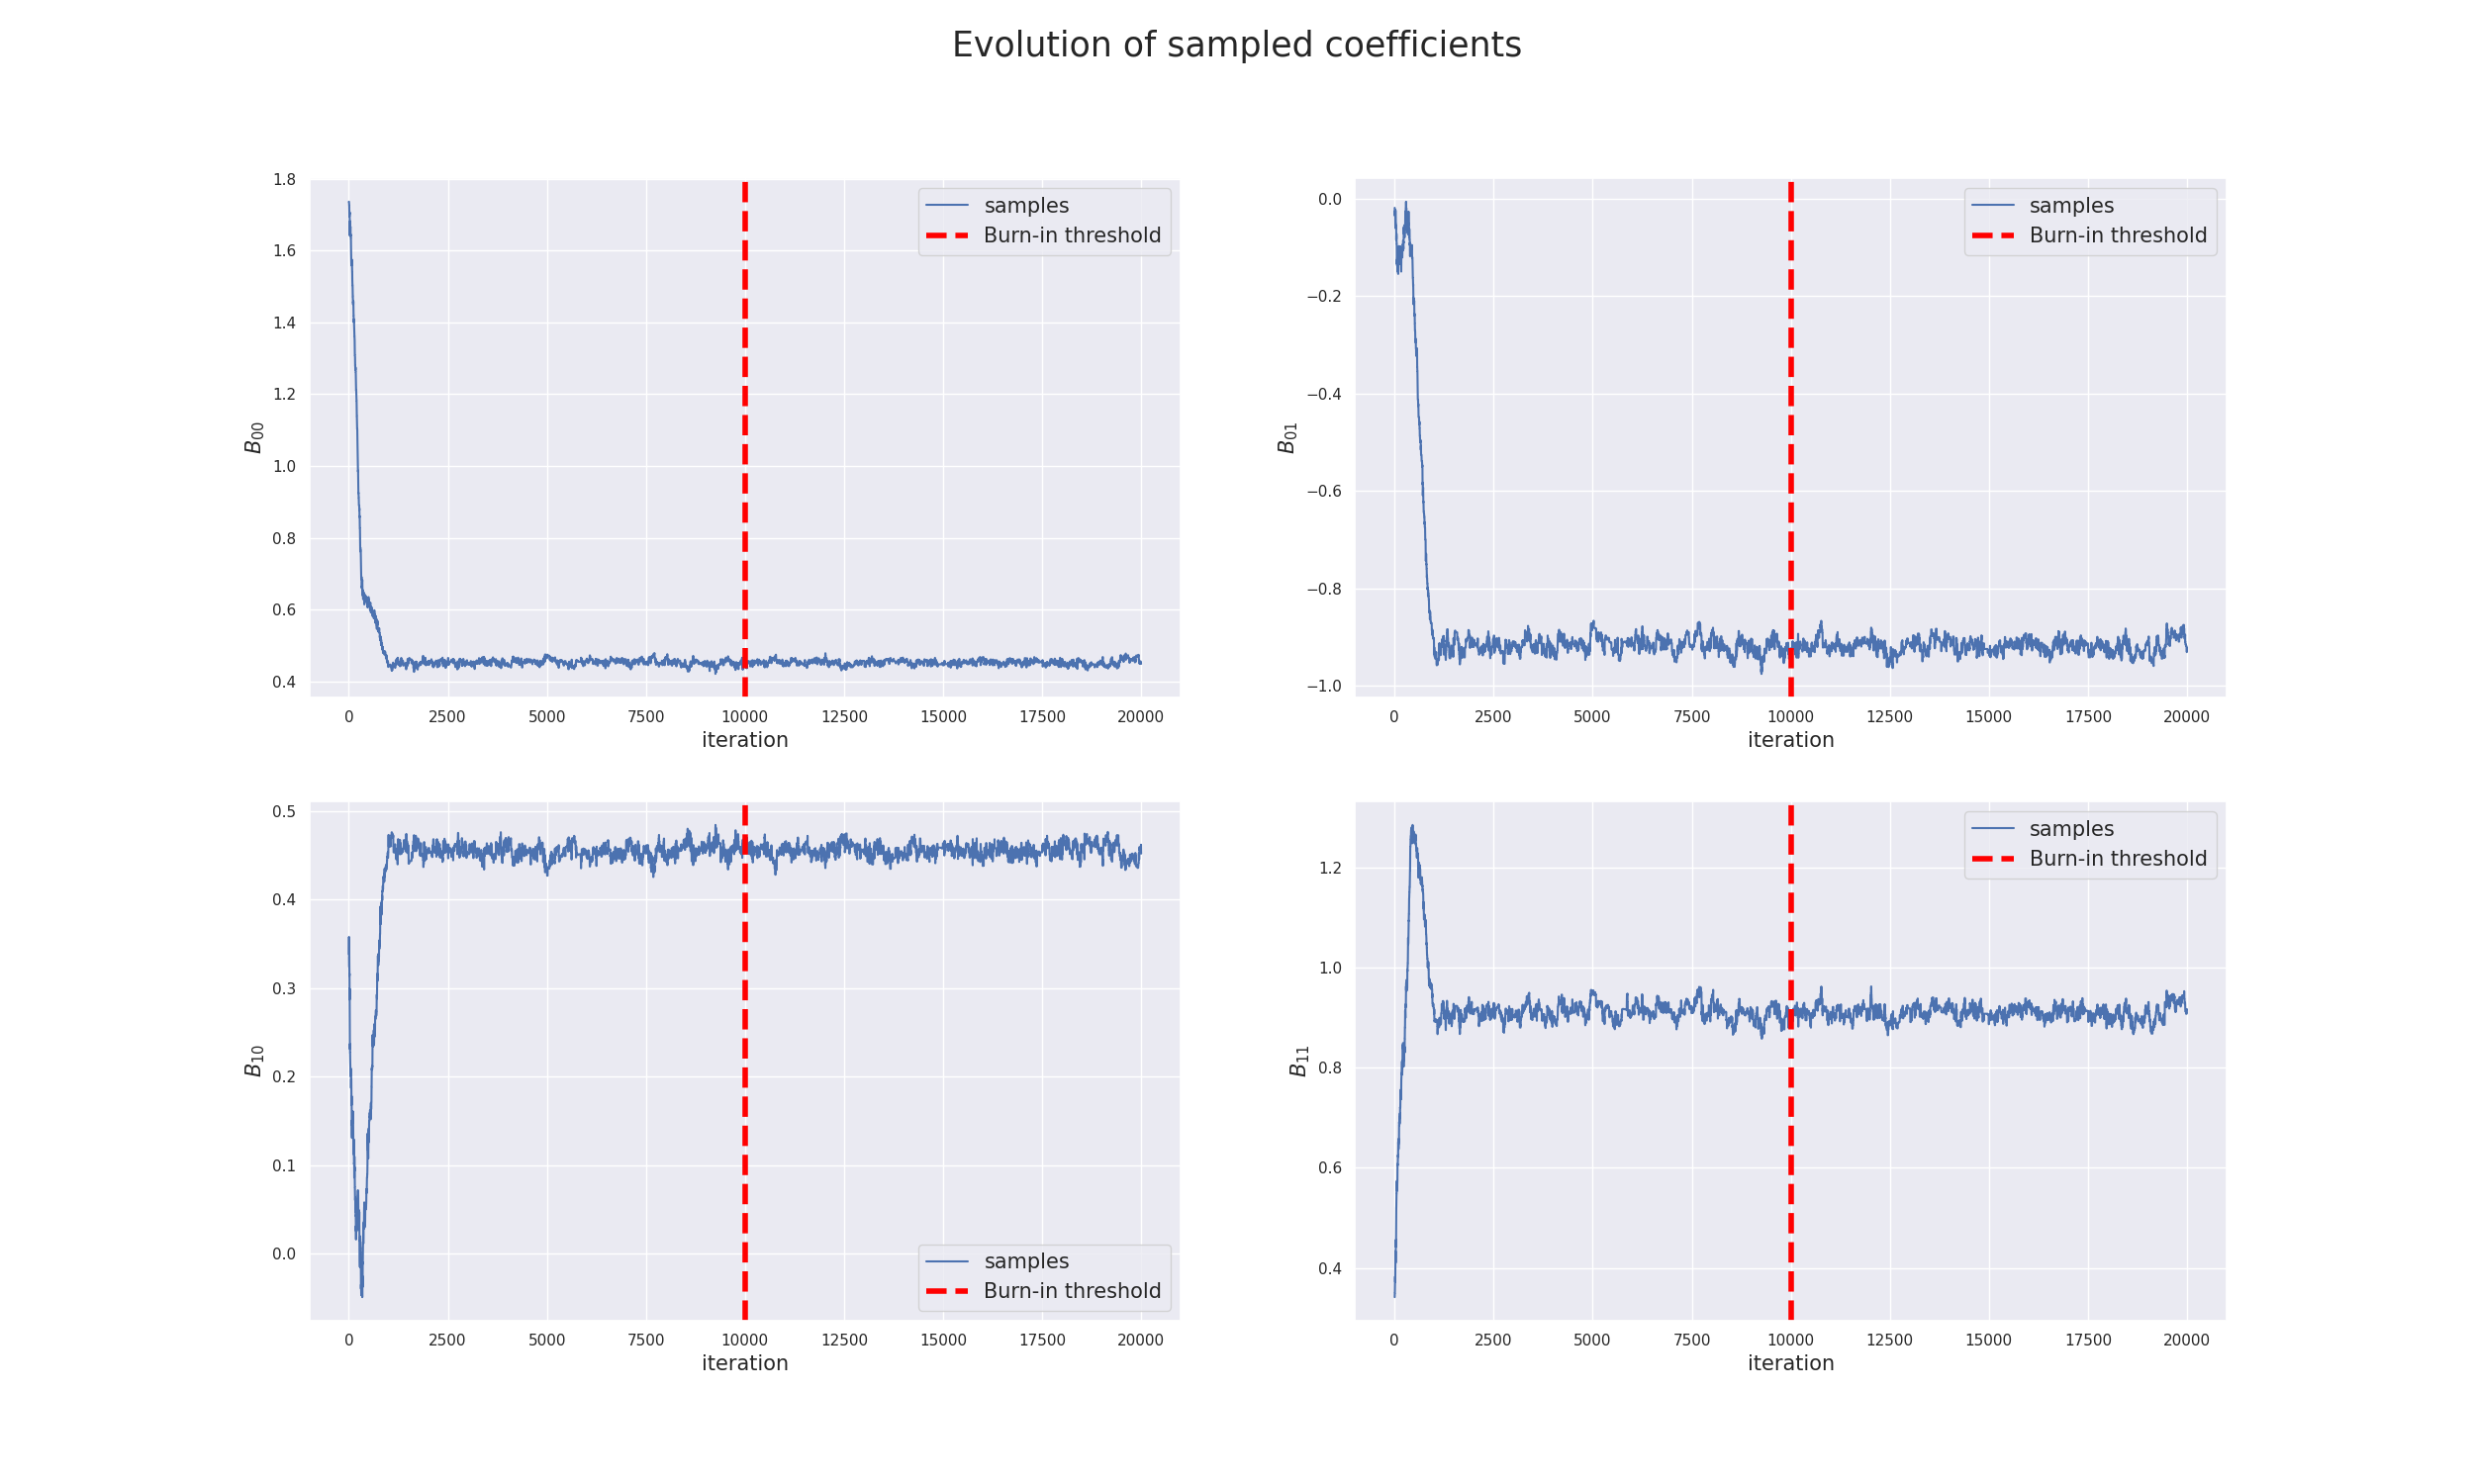 Evolution of sampled coefficients
1.8
1.6
1.4
1.2
1.0
0.8
0.6
0.4
B00
samples
Burn-in threshold
0 2500 5000 7500 10000 12500 15000 17500 20000
iteration
0.0
−0.2
−0.4
−0.6
−0.8
−1.0
B01
samples
Burn-in threshold
0 2500 5000 7500 10000 12500 15000 17500 20000
iteration
0.5
0.4
0.3
0.2
0.1
0.0
B10
samples
Burn-in threshold
0 2500 5000 7500 10000 12500 15000 17500 20000
iteration
1.2
1.0
0.8
0.6
0.4
B11
samples
Burn-in threshold
0 2500 5000 7500 10000 12500 15000 17500 20000
iteration